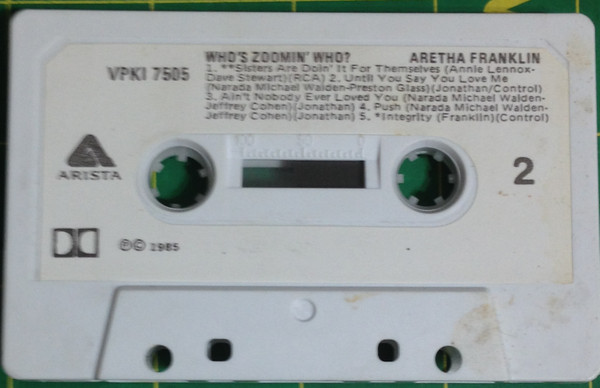 WHO'S ZOOMIN' WHO? ARETHA FRANKLIN
VPKI 7505
1. **Sisters Are Doin' It For Themselves (Annie Lennox-
Dave Stewart)(RCA) 2. Until You Say You Love Me
(Narada Michael Walden-Preston Glass)(Jonathan/Control)
3. Ain't Nobody Ever Loved You (Narada Michael Walden-
Jeffrey Cohen)(Jonathan) 4. Push (Narada Michael Walden-
Jeffrey Cohen)(Jonathan) 5. *Integrity (Franklin)(Control)
ARISTA
2
℗© 1985